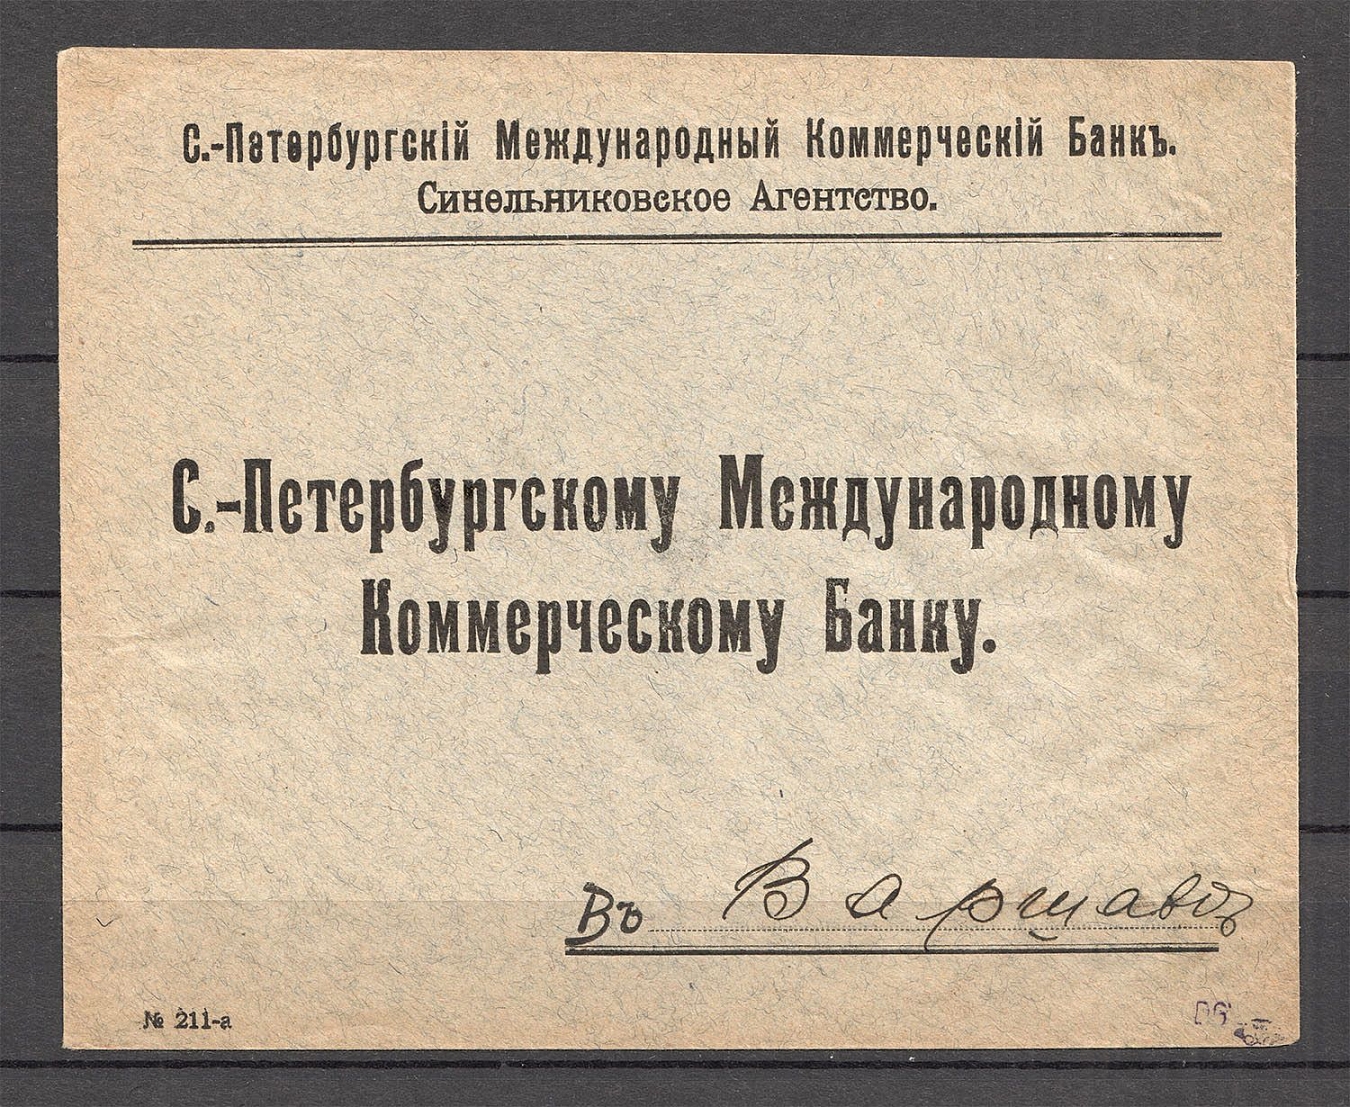 С.-Петербургскій Международный Коммерческій Банкъ.
Синельниковское Агентство.
С.-Петербургскому Международному
Коммерческому Банку.
Въ Варшавѣ
№ 211-а